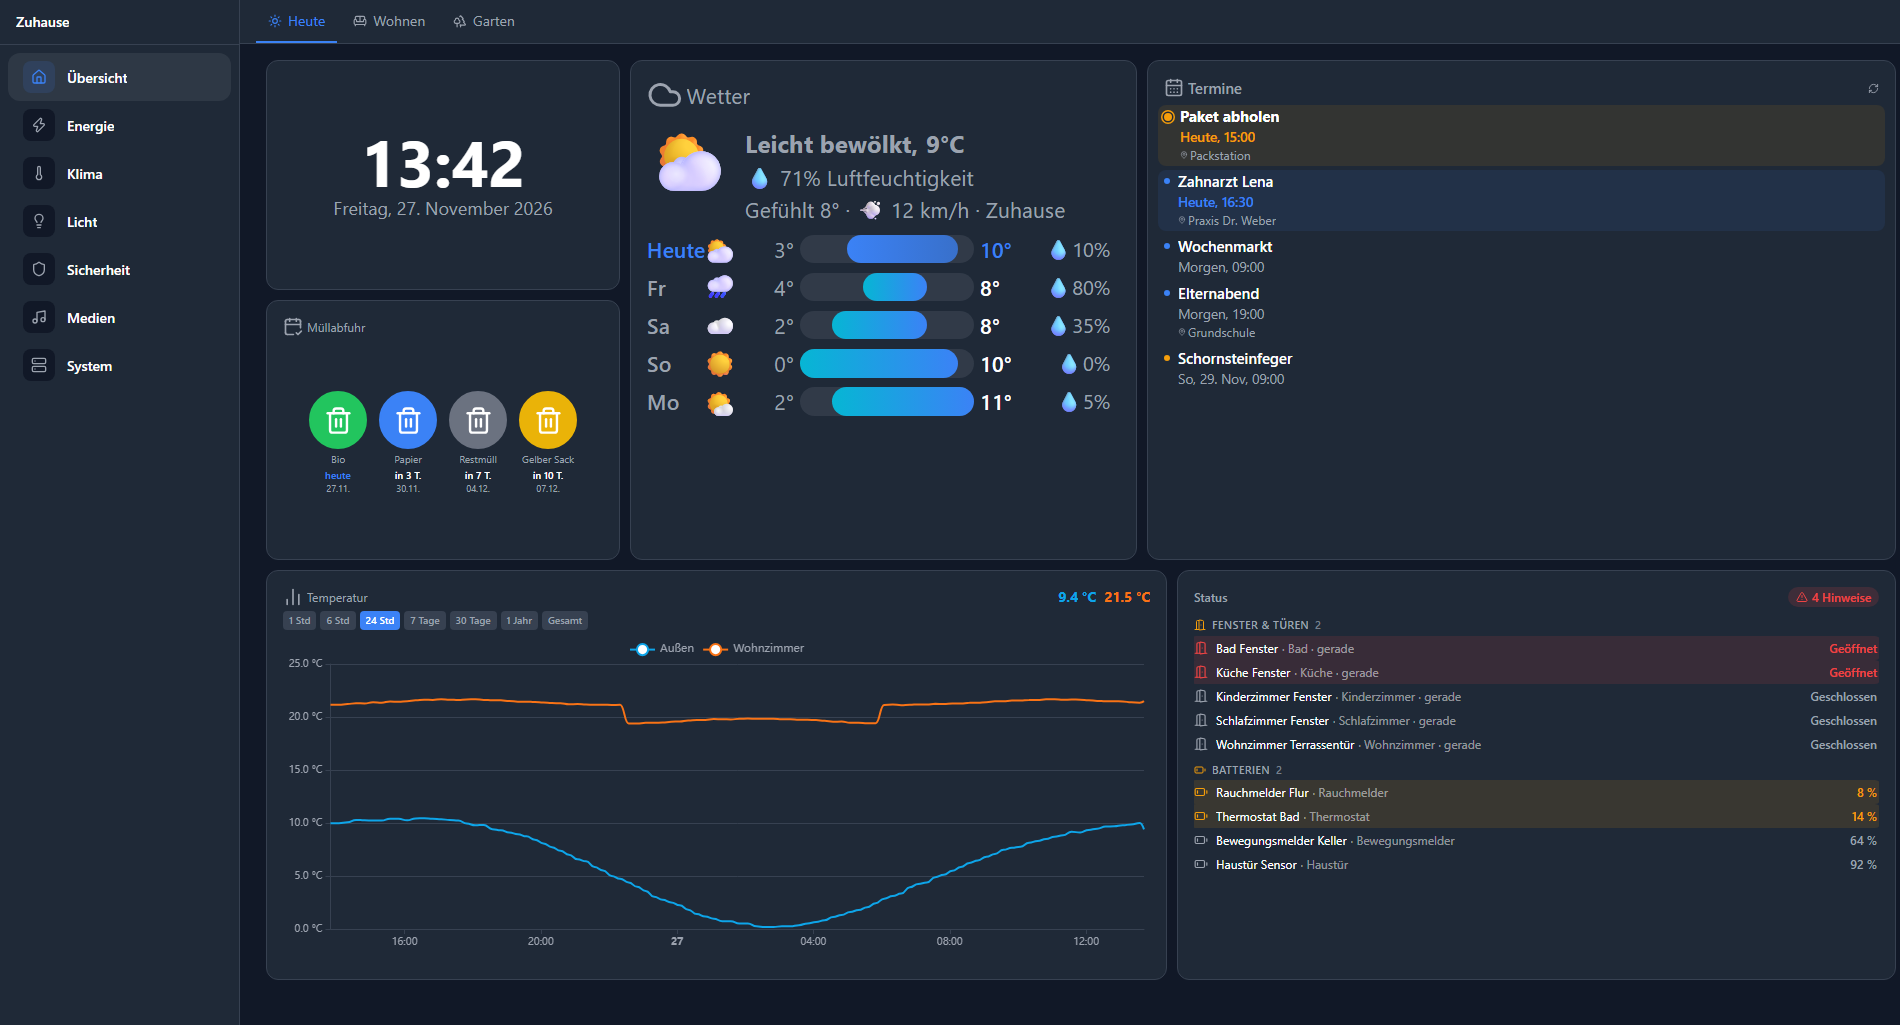 Zuhause
Übersicht
Energie
Klima
Licht
Sicherheit
Medien
System
Heute Wohnen Garten
13:42
Freitag, 27. November 2026
Müllabfuhr
Bio Papier Restmüll Gelber Sack
heute in 3 T. in 7 T. in 10 T.
27.11. 30.11. 04.12. 07.12.
Wetter
Leicht bewölkt, 9°C
71% Luftfeuchtigkeit
Gefühlt 8° · 12 km/h · Zuhause
Heute 3° 10° 10%
Fr 4° 8° 80%
Sa 2° 8° 35%
So 0° 10° 0%
Mo 2° 11° 5%
Termine
Paket abholen
Heute, 15:00
Packstation
Zahnarzt Lena
Heute, 16:30
Praxis Dr. Weber
Wochenmarkt
Morgen, 09:00
Elternabend
Morgen, 19:00
Grundschule
Schornsteinfeger
So, 29. Nov, 09:00
Temperatur 9.4 °C 21.5 °C
1 Std 6 Std 24 Std 7 Tage 30 Tage 1 Jahr Gesamt
Außen Wohnzimmer
25.0 °C
20.0 °C
15.0 °C
10.0 °C
5.0 °C
0.0 °C
16:00 20:00 27 04:00 08:00 12:00
Status 4 Hinweise
FENSTER & TÜREN 2
Bad Fenster · Bad · gerade Geöffnet
Küche Fenster · Küche · gerade Geöffnet
Kinderzimmer Fenster · Kinderzimmer · gerade Geschlossen
Schlafzimmer Fenster · Schlafzimmer · gerade Geschlossen
Wohnzimmer Terrassentür · Wohnzimmer · gerade Geschlossen
BATTERIEN 2
Rauchmelder Flur · Rauchmelder 8 %
Thermostat Bad · Thermostat 14 %
Bewegungsmelder Keller · Bewegungsmelder 64 %
Haustür Sensor · Haustür 92 %